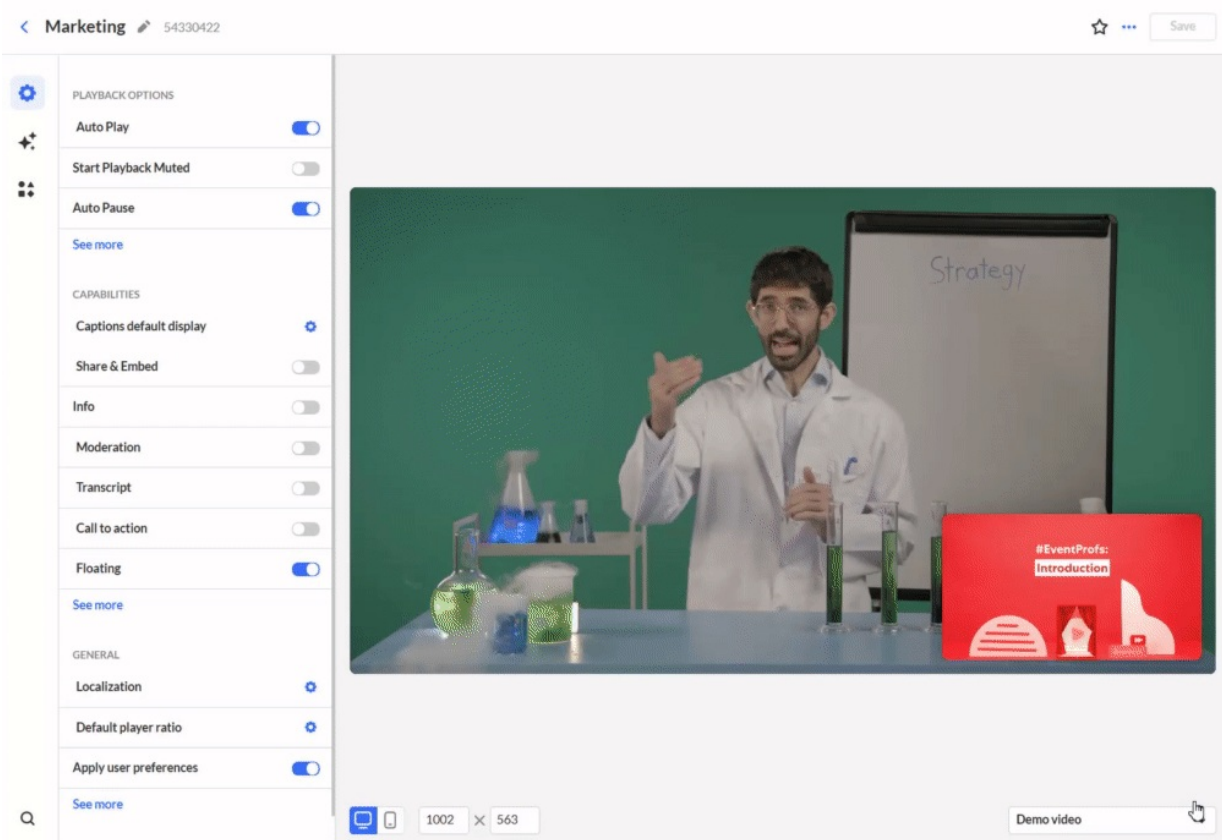 Marketing 54330422
Save
PLAYBACK OPTIONS
Auto Play
Start Playback Muted
Auto Pause
See more
CAPABILITIES
Captions default display
Share & Embed
Info
Moderation
Transcript
Call to action
Floating
See more
GENERAL
Localization
Default player ratio
Apply user preferences
See more
Strategy
#EventProfs:
Introduction
1002 × 563
Demo video